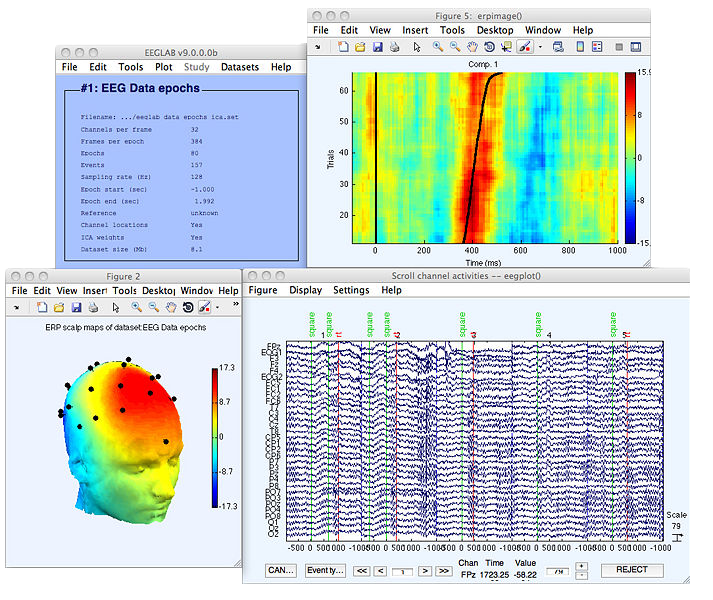 EEGLAB v9.0.0.0b
File Edit Tools Plot Study Datasets Help
#1: EEG Data epochs
Filename: .../eeglab data epochs ica.set
Channels per frame 32
Frames per epoch 384
Epochs 80
Events 157
Sampling rate (Hz) 128
Epoch start (sec) -1.000
Epoch end (sec) 1.992
Reference unknown
Channel locations Yes
ICA weights Yes
Dataset size (Mb) 8.1
Figure 5: erpimage()
File Edit View Insert Tools Desktop Window Help
Comp. 1
Trials
60
50
40
30
20
0 200 400 600 800 1000
Time (ms)
15.9
8
0
-8
-15.
Figure 2
File Edit View Inser Tools Deskto Window Help
ERP scalp maps of dataset:EEG Data epochs
17.3
8.7
0
-8.7
-17.3
Scroll channel activities -- eegplot()
Figure Display Settings Help
square square square square square square square
1 rt 2 rt 3 4
FPz
EOG1
F3
Fz
F4
EOG2
FC5
FC1
FC2
FC6
T7
C3
C4
Cz
T8
CP5
CP1
CP2
CP6
P7
P3
Pz
P4
P8
PO7
PO3
POz
PO4
PO8
O1
Oz
O2
-500 0 500 1000 -500 0 500 1000 -500 0 500 1000 -500 0 500 1000 -500 0 500 1000
Scale
79
CAN... Event ty... << < 1 > >>
Chan Time Value
FPz 1723.25 -58.22
+
-
REJECT